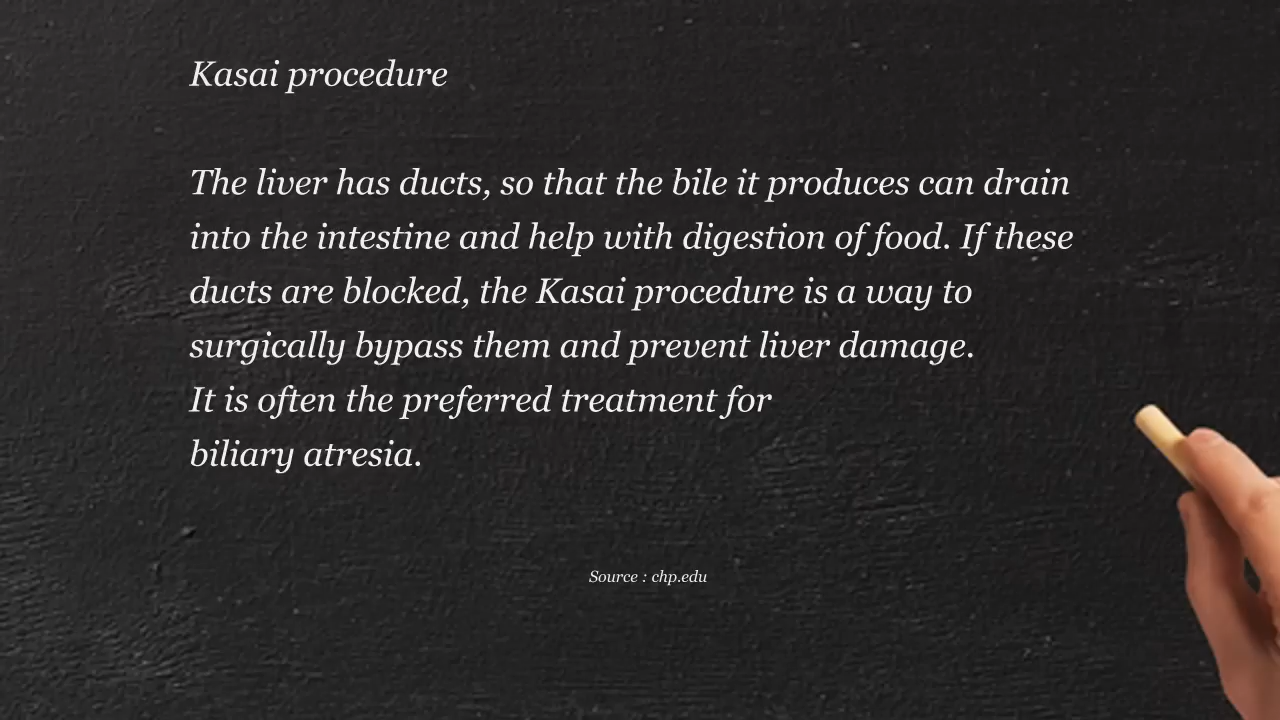 Kasai procedure
The liver has ducts, so that the bile it produces can drain
into the intestine and help with digestion of food. If these
ducts are blocked, the Kasai procedure is a way to
surgically bypass them and prevent liver damage.
It is often the preferred treatment for
biliary atresia.
Source : chp.edu